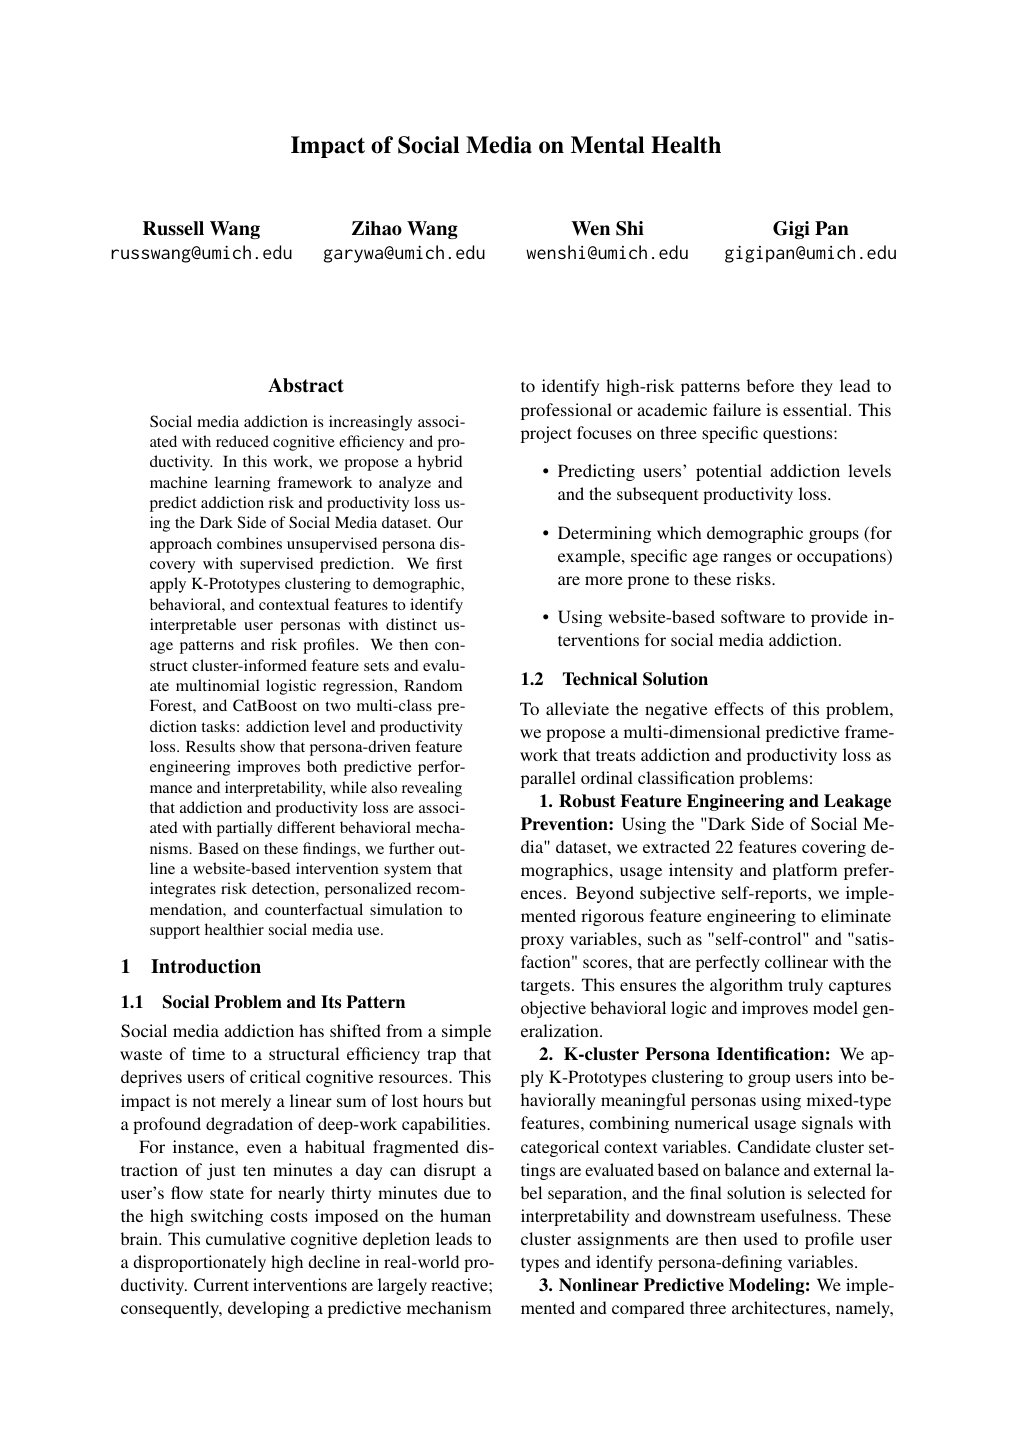 Impact of Social Media on Mental Health
Russell Wang
russwang@umich.edu
Zihao Wang
garywa@umich.edu
Wen Shi
wenshi@umich.edu
Gigi Pan
gigipan@umich.edu
Abstract
Social media addiction is increasingly associ-
ated with reduced cognitive efficiency and pro-
ductivity. In this work, we propose a hybrid
machine learning framework to analyze and
predict addiction risk and productivity loss us-
ing the Dark Side of Social Media dataset. Our
approach combines unsupervised persona dis-
covery with supervised prediction. We first
apply K-Prototypes clustering to demographic,
behavioral, and contextual features to identify
interpretable user personas with distinct us-
age patterns and risk profiles. We then con-
struct cluster-informed feature sets and evalu-
ate multinomial logistic regression, Random
Forest, and CatBoost on two multi-class pre-
diction tasks: addiction level and productivity
loss. Results show that persona-driven feature
engineering improves both predictive perfor-
mance and interpretability, while also revealing
that addiction and productivity loss are associ-
ated with partially different behavioral mecha-
nisms. Based on these findings, we further out-
line a website-based intervention system that
integrates risk detection, personalized recom-
mendation, and counterfactual simulation to
support healthier social media use.
1 Introduction
1.1 Social Problem and Its Pattern
Social media addiction has shifted from a simple
waste of time to a structural efficiency trap that
deprives users of critical cognitive resources. This
impact is not merely a linear sum of lost hours but
a profound degradation of deep-work capabilities.
For instance, even a habitual fragmented dis-
traction of just ten minutes a day can disrupt a
user's flow state for nearly thirty minutes due to
the high switching costs imposed on the human
brain. This cumulative cognitive depletion leads to
a disproportionately high decline in real-world pro-
ductivity. Current interventions are largely reactive;
consequently, developing a predictive mechanism
to identify high-risk patterns before they lead to
professional or academic failure is essential. This
project focuses on three specific questions:
• Predicting users' potential addiction levels
and the subsequent productivity loss.
• Determining which demographic groups (for
example, specific age ranges or occupations)
are more prone to these risks.
• Using website-based software to provide in-
terventions for social media addiction.
1.2 Technical Solution
To alleviate the negative effects of this problem,
we propose a multi-dimensional predictive frame-
work that treats addiction and productivity loss as
parallel ordinal classification problems:
1. Robust Feature Engineering and Leakage
Prevention: Using the "Dark Side of Social Me-
dia" dataset, we extracted 22 features covering de-
mographics, usage intensity and platform prefer-
ences. Beyond subjective self-reports, we imple-
mented rigorous feature engineering to eliminate
proxy variables, such as "self-control" and "satis-
faction" scores, that are perfectly collinear with the
targets. This ensures the algorithm truly captures
objective behavioral logic and improves model gen-
eralization.
2. K-cluster Persona Identification: We ap-
ply K-Prototypes clustering to group users into be-
haviorally meaningful personas using mixed-type
features, combining numerical usage signals with
categorical context variables. Candidate cluster set-
tings are evaluated based on balance and external la-
bel separation, and the final solution is selected for
interpretability and downstream usefulness. These
cluster assignments are then used to profile user
types and identify persona-defining variables.
3. Nonlinear Predictive Modeling: We imple-
mented and compared three architectures, namely,